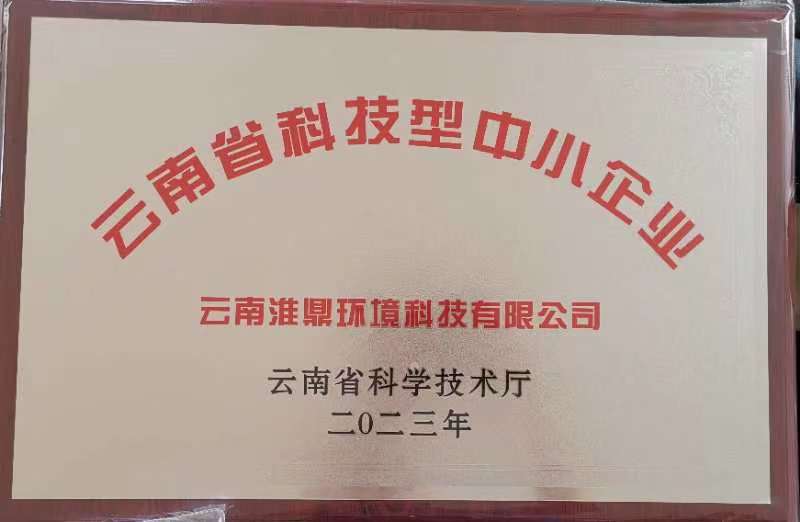 云南省科技型中小企业
云南淮鼎环境科技有限公司
云南省科学技术厅
二0二三年